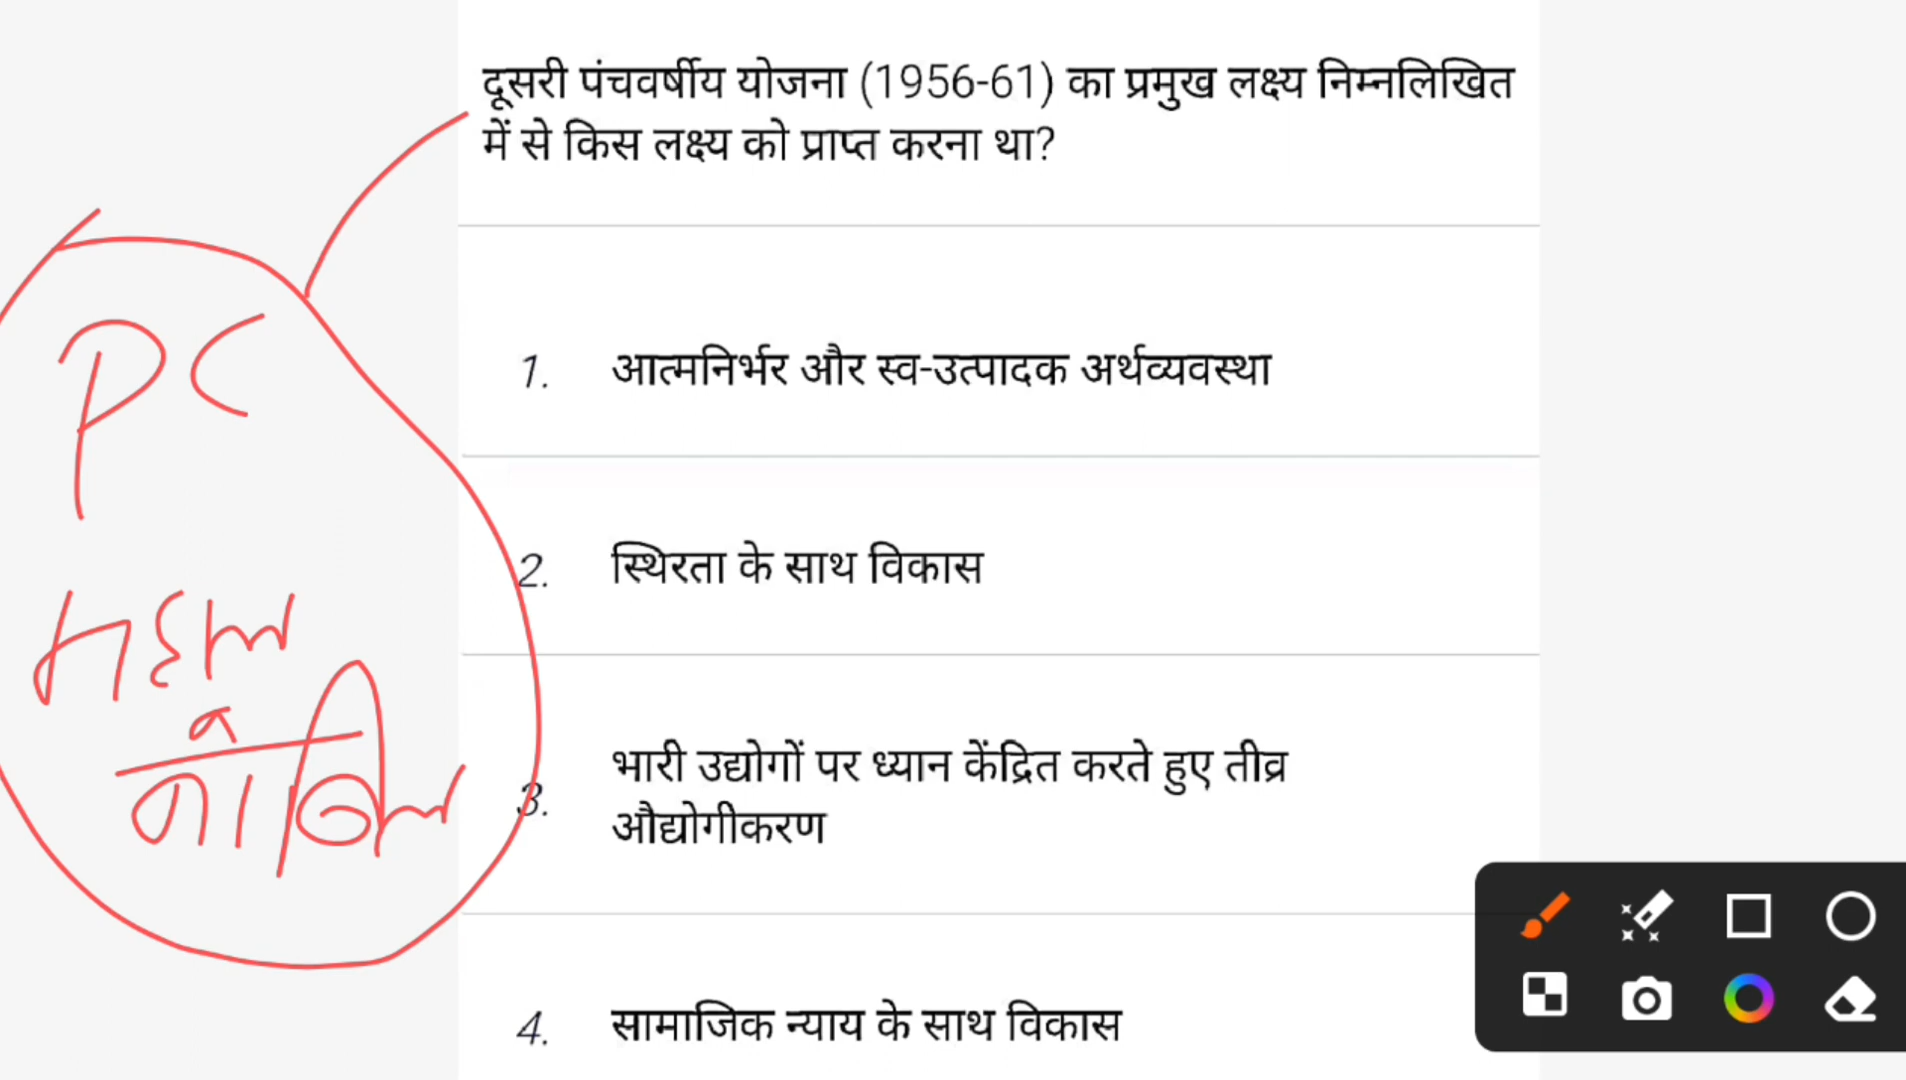 दूसरी पंचवर्षीय योजना (1956-61) का प्रमुख लक्ष्य निम्नलिखित
में से किस लक्ष्य को प्राप्त करना था?
1. आत्मनिर्भर और स्व-उत्पादक अर्थव्यवस्था
2. स्थिरता के साथ विकास
3. भारी उद्योगों पर ध्यान केंद्रित करते हुए तीव्र
औद्योगीकरण
4. सामाजिक न्याय के साथ विकास
PC